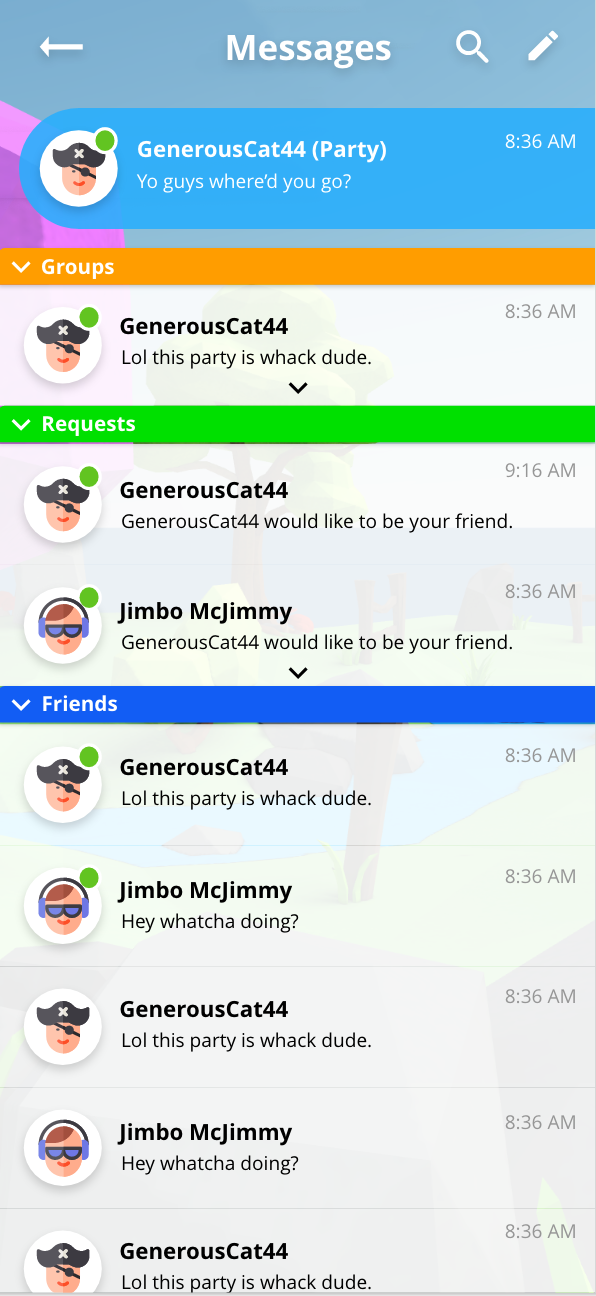 Messages
GenerousCat44 (Party)
8:36 AM
Yo guys where’d you go?
Groups
8:36 AM
GenerousCat44
Lol this party is whack dude.
Requests
9:16 AM
GenerousCat44
GenerousCat44 would like to be your friend.
8:36 AM
Jimbo McJimmy
GenerousCat44 would like to be your friend.
Friends
8:36 AM
GenerousCat44
Lol this party is whack dude.
8:36 AM
Jimbo McJimmy
Hey whatcha doing?
8:36 AM
GenerousCat44
Lol this party is whack dude.
8:36 AM
Jimbo McJimmy
Hey whatcha doing?
8:36 AM
GenerousCat44
Lol this party is whack dude.